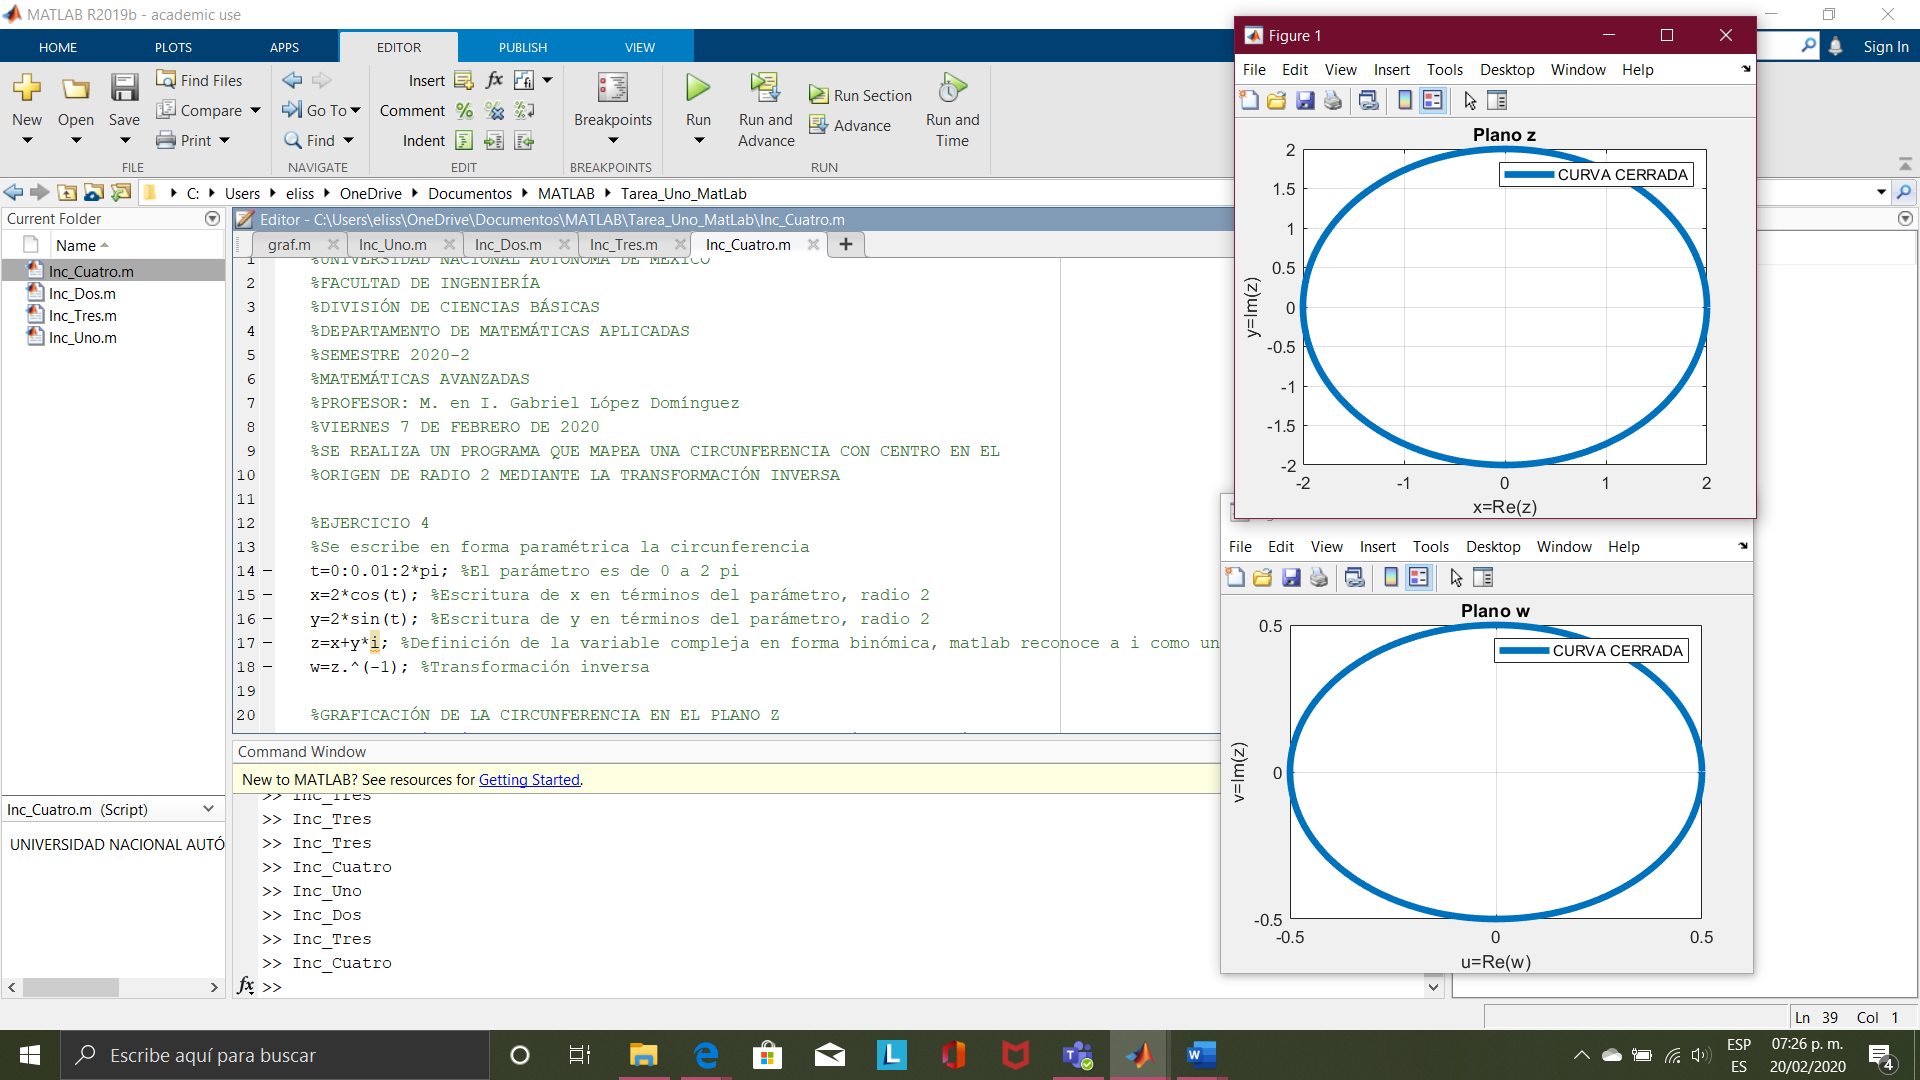 MATLAB R2019b - academic use
HOME PLOTS APPS EDITOR PUBLISH VIEW
Sign In
New
Open
Save
Find Files
Compare
Print
FILE
Go To
Find
NAVIGATE
Insert
Comment
Indent
EDIT
Breakpoints
BREAKPOINTS
Run
Run and Advance
Run Section
Advance
Run and Time
RUN
C: Users eliss OneDrive Documentos MATLAB Tarea_Uno_MatLab
Current Folder
Name
Inc_Cuatro.m
Inc_Dos.m
Inc_Tres.m
Inc_Uno.m
Inc_Cuatro.m (Script)
UNIVERSIDAD NACIONAL AUTÓ
Editor - C:\Users\eliss\OneDrive\Documentos\MATLAB\Tarea_Uno_MatLab\Inc_Cuatro.m
graf.m Inc_Uno.m Inc_Dos.m Inc_Tres.m Inc_Cuatro.m
1 %UNIVERSIDAD NACIONAL AUTÓNOMA DE MÉXICO
2 %FACULTAD DE INGENIERÍA
3 %DIVISIÓN DE CIENCIAS BÁSICAS
4 %DEPARTAMENTO DE MATEMÁTICAS APLICADAS
5 %SEMESTRE 2020-2
6 %MATEMÁTICAS AVANZADAS
7 %PROFESOR: M. en I. Gabriel López Domínguez
8 %VIERNES 7 DE FEBRERO DE 2020
9 %SE REALIZA UN PROGRAMA QUE MAPEA UNA CIRCUNFERENCIA CON CENTRO EN EL
10 %ORIGEN DE RADIO 2 MEDIANTE LA TRANSFORMACIÓN INVERSA
11
12 %EJERCICIO 4
13 %Se escribe en forma paramétrica la circunferencia
14 – t=0:0.01:2*pi; %El parámetro es de 0 a 2 pi
15 – x=2*cos(t); %Escritura de x en términos del parámetro, radio 2
16 – y=2*sin(t); %Escritura de y en términos del parámetro, radio 2
17 – z=x+y*i; %Definición de la variable compleja en forma binómica, matlab reconoce a i como un
18 – w=z.^(-1); %Transformación inversa
19
20 %GRAFICACIÓN DE LA CIRCUNFERENCIA EN EL PLANO Z
Command Window
New to MATLAB? See resources for Getting Started.
>> Inc_Tres
>> Inc_Tres
>> Inc_Tres
>> Inc_Cuatro
>> Inc_Uno
>> Inc_Dos
>> Inc_Tres
>> Inc_Cuatro
fx >>
Figure 1
File Edit View Insert Tools Desktop Window Help
Plano z
CURVA CERRADA
2
1.5
1
0.5
0
-0.5
-1
-1.5
-2
y=Im(z)
-2 -1 0 1 2
x=Re(z)
File Edit View Insert Tools Desktop Window Help
Plano w
CURVA CERRADA
0.5
0
-0.5
v=Im(z)
-0.5 0 0.5
u=Re(w)
Ln 39 Col 1
Escribe aquí para buscar
ESP
ES
07:26 p. m.
20/02/2020
4